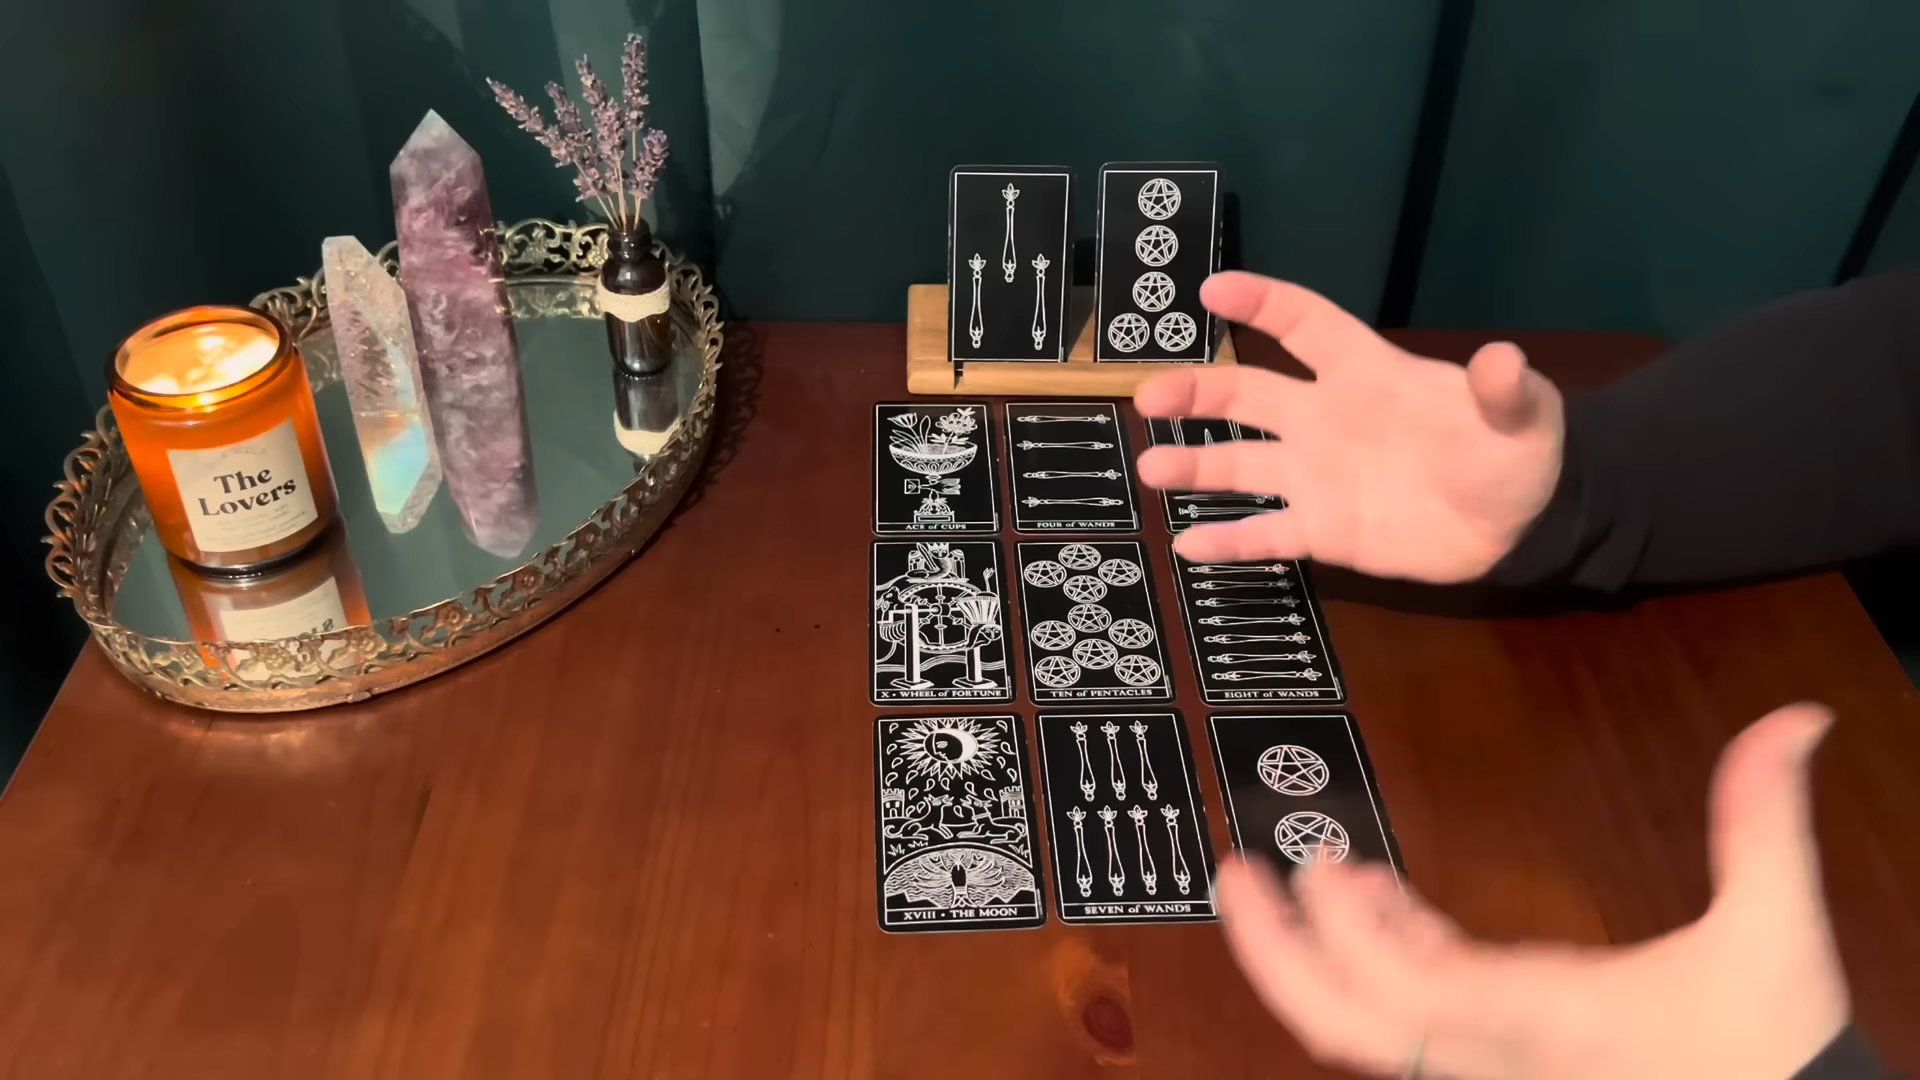 The
Lovers
ACE of CUPS
FOUR of WANDS
X • WHEEL of FORTUNE
TEN of PENTACLES
EIGHT of WANDS
XVIII • THE MOON
SEVEN of WANDS